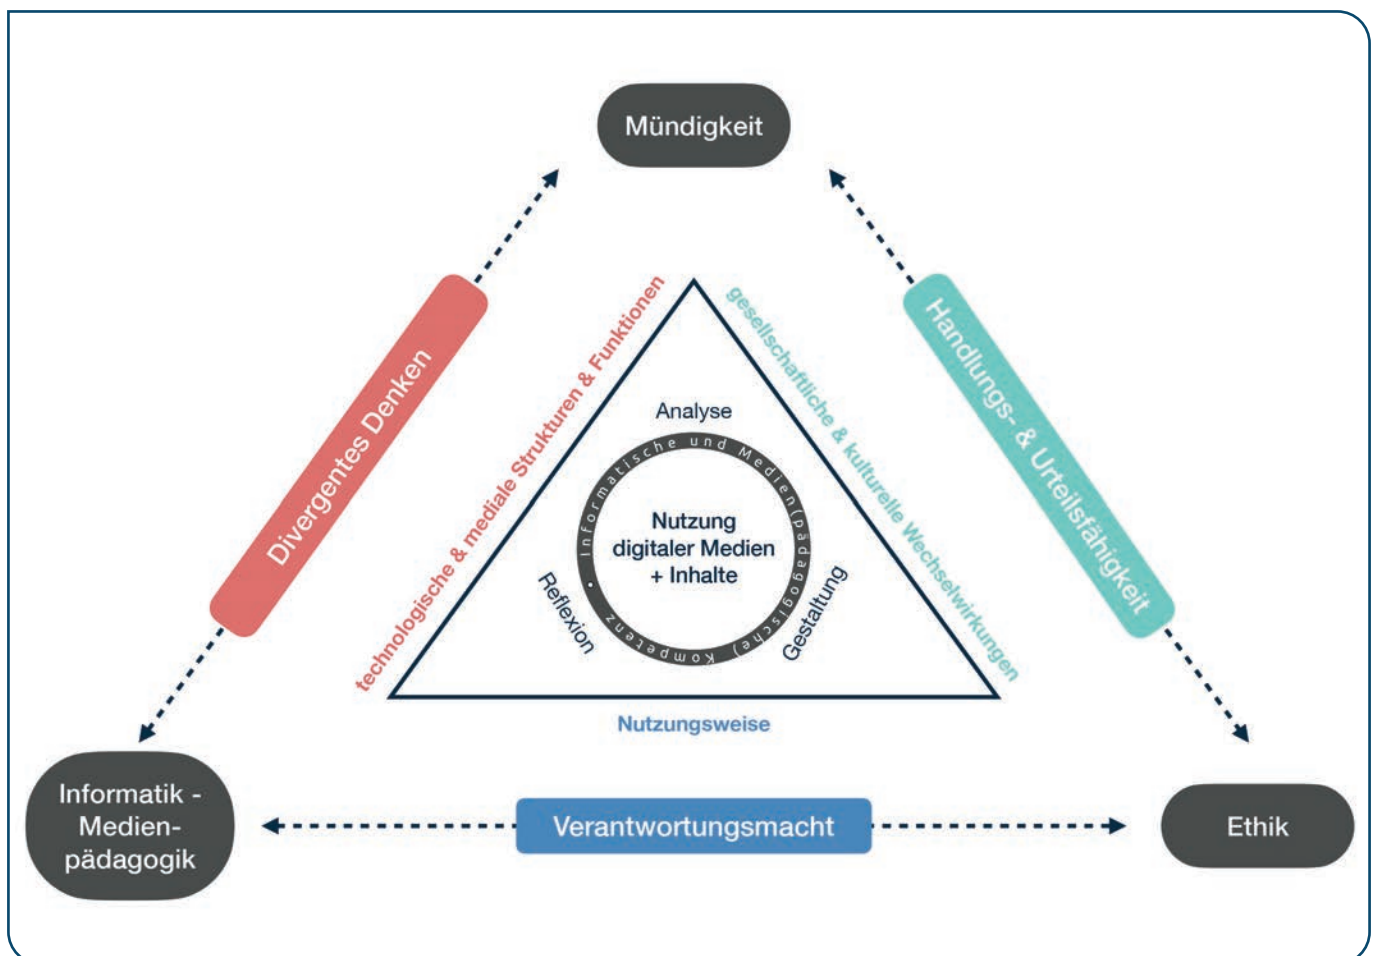 Mündigkeit
Divergentes Denken
technologische & mediale Strukturen & Funktionen
gesellschaftliche & kulturelle Wechselwirkungen
Handlungs- & Urteilsfähigkeit
Analyse
Informatische und Medien(pädagogische) Kompetenz •
Nutzung
digitaler Medien
+ Inhalte
Reflexion
Gestaltung
Nutzungsweise
Informatik -
Medien-
pädagogik
Verantwortungsmacht
Ethik